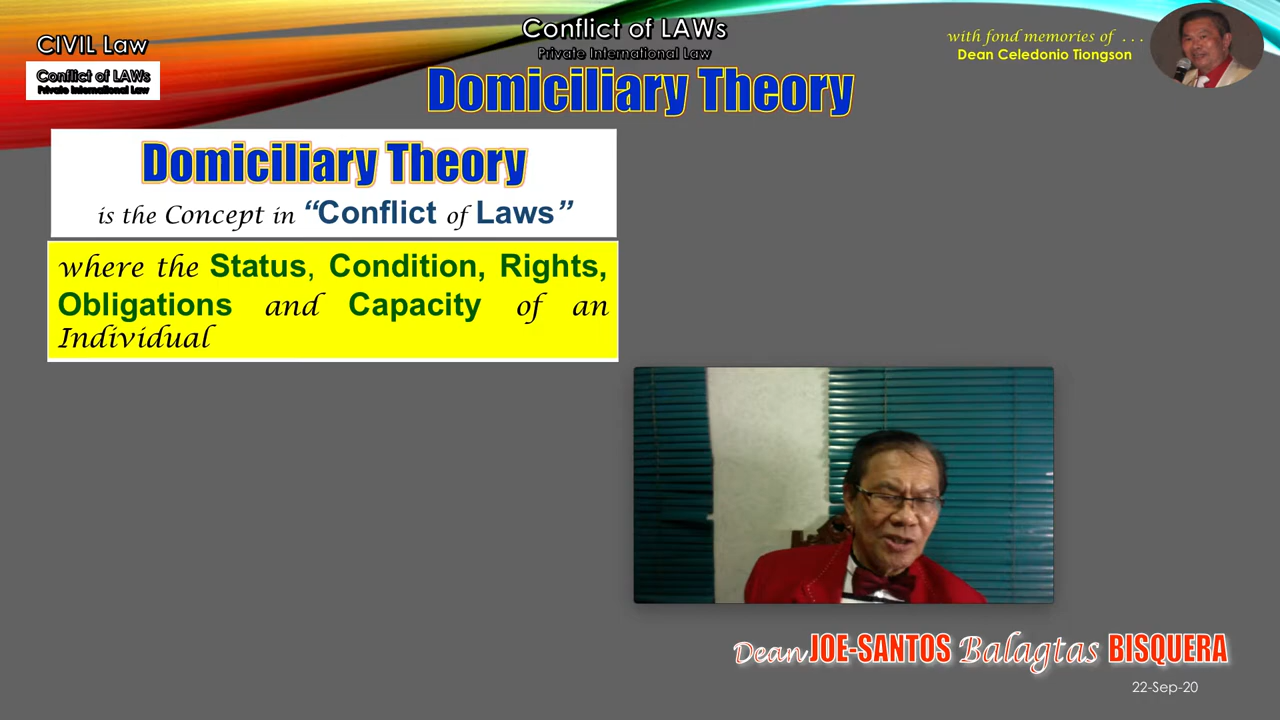 CIVIL Law
Conflict of LAWs
Private International Law
Conflict of LAWs
Private International Law
Domiciliary Theory
with fond memories of . . .
Dean Celedonio Tiongson
Domiciliary Theory
is the Concept in “Conflict of Laws”
where the Status, Condition, Rights,
Obligations and Capacity of an
Individual
Dean JOE-SANTOS Balagtas BISQUERA
22-Sep-20